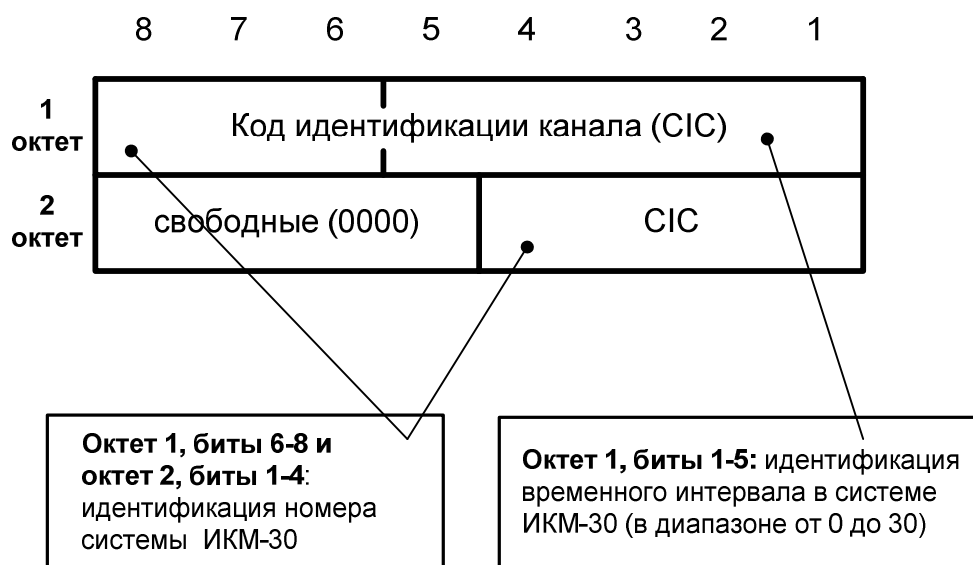 8 7 6 5 4 3 2 1
1 октет
Код идентификации канала (CIC)
2 октет
свободные (0000)
CIC
Октет 1, биты 6-8 и
октет 2, биты 1-4:
идентификация номера
системы ИКМ-30
Октет 1, биты 1-5: идентификация
временного интервала в системе
ИКМ-30 (в диапазоне от 0 до 30)